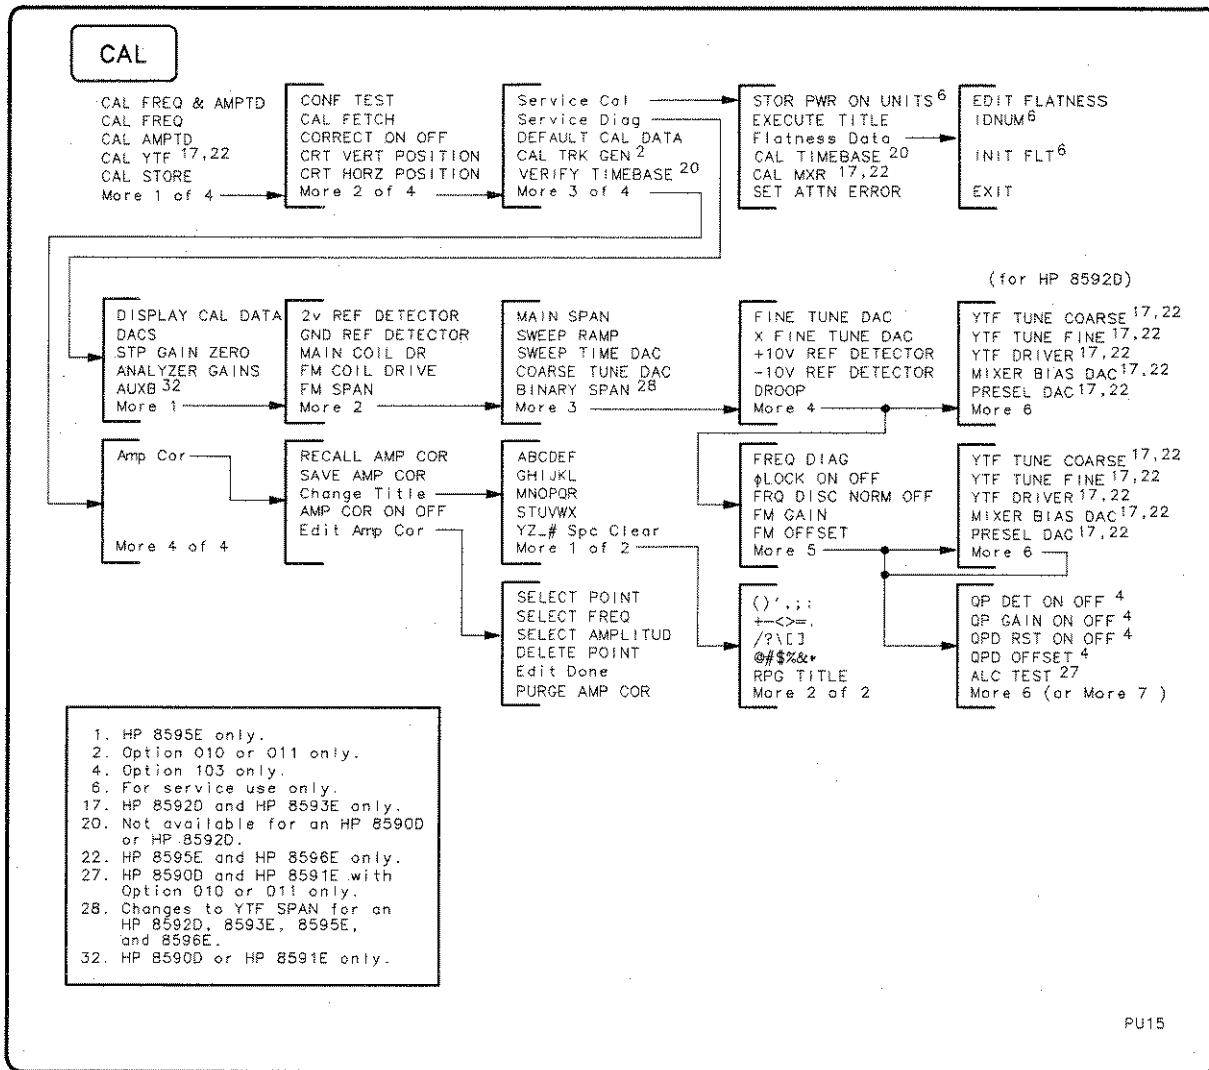 CAL
CAL FREQ & AMPTD
CAL FREQ
CAL AMPTD
CAL YTF 17,22
CAL STORE
More 1 of 4
CONF TEST
CAL FETCH
CORRECT ON OFF
CRT VERT POSITION
CRT HORZ POSITION
More 2 of 4
Service Cal
Service Diag
DEFAULT CAL DATA
CAL TRK GEN 2
VERIFY TIMEBASE 20
More 3 of 4
STOR PWR ON UNITS 6
EXECUTE TITLE
Flatness Data
CAL TIMEBASE 20
CAL MXR 17,22
SET ATTN ERROR
EDIT FLATNESS
IDNUM 6
INIT FLT 6
EXIT
(for HP 8592D)
DISPLAY CAL DATA
DACS
STP GAIN ZERO
ANALYZER GAINS
AUXB 32
More 1
2v REF DETECTOR
GND REF DETECTOR
MAIN COIL DR
FM COIL DRIVE
FM SPAN
More 2
MAIN SPAN
SWEEP RAMP
SWEEP TIME DAC
COARSE TUNE DAC
BINARY SPAN 28
More 3
FINE TUNE DAC
X FINE TUNE DAC
+10V REF DETECTOR
-10V REF DETECTOR
DROOP
More 4
YTF TUNE COARSE 17,22
YTF TUNE FINE 17,22
YTF DRIVER 17,22
MIXER BIAS DAC 17,22
PRESEL DAC 17,22
More 6
Amp Cor
More 4 of 4
RECALL AMP COR
SAVE AMP COR
Change Title
AMP COR ON OFF
Edit Amp Cor
ABCDEF
GHIJKL
MNOPQR
STUVWX
YZ_# Spc Clear
More 1 of 2
FREQ DIAG
ϕLOCK ON OFF
FRQ DISC NORM OFF
FM GAIN
FM OFFSET
More 5
YTF TUNE COARSE 17,22
YTF TUNE FINE 17,22
YTF DRIVER 17,22
MIXER BIAS DAC 17,22
PRESEL DAC 17,22
More 6
SELECT POINT
SELECT FREQ
SELECT AMPLITUD
DELETE POINT
Edit Done
PURGE AMP COR
()',;:
+-<>=.
/?\[]
@#$%&*
RPG TITLE
More 2 of 2
QP DET ON OFF 4
QP GAIN ON OFF 4
QPD RST ON OFF 4
QPD OFFSET 4
ALC TEST 27
More 6 (or More 7 )
1. HP 8595E only.
2. Option 010 or 011 only.
4. Option 103 only.
6. For service use only.
17. HP 8592D and HP 8593E only.
20. Not available for an HP 8590D
or HP 8592D.
22. HP 8595E and HP 8596E only.
27. HP 8590D and HP 8591E with
Option 010 or 011 only.
28. Changes to YTF SPAN for an
HP 8592D, 8593E, 8595E,
and 8596E.
32. HP 8590D or HP 8591E only.
PU15